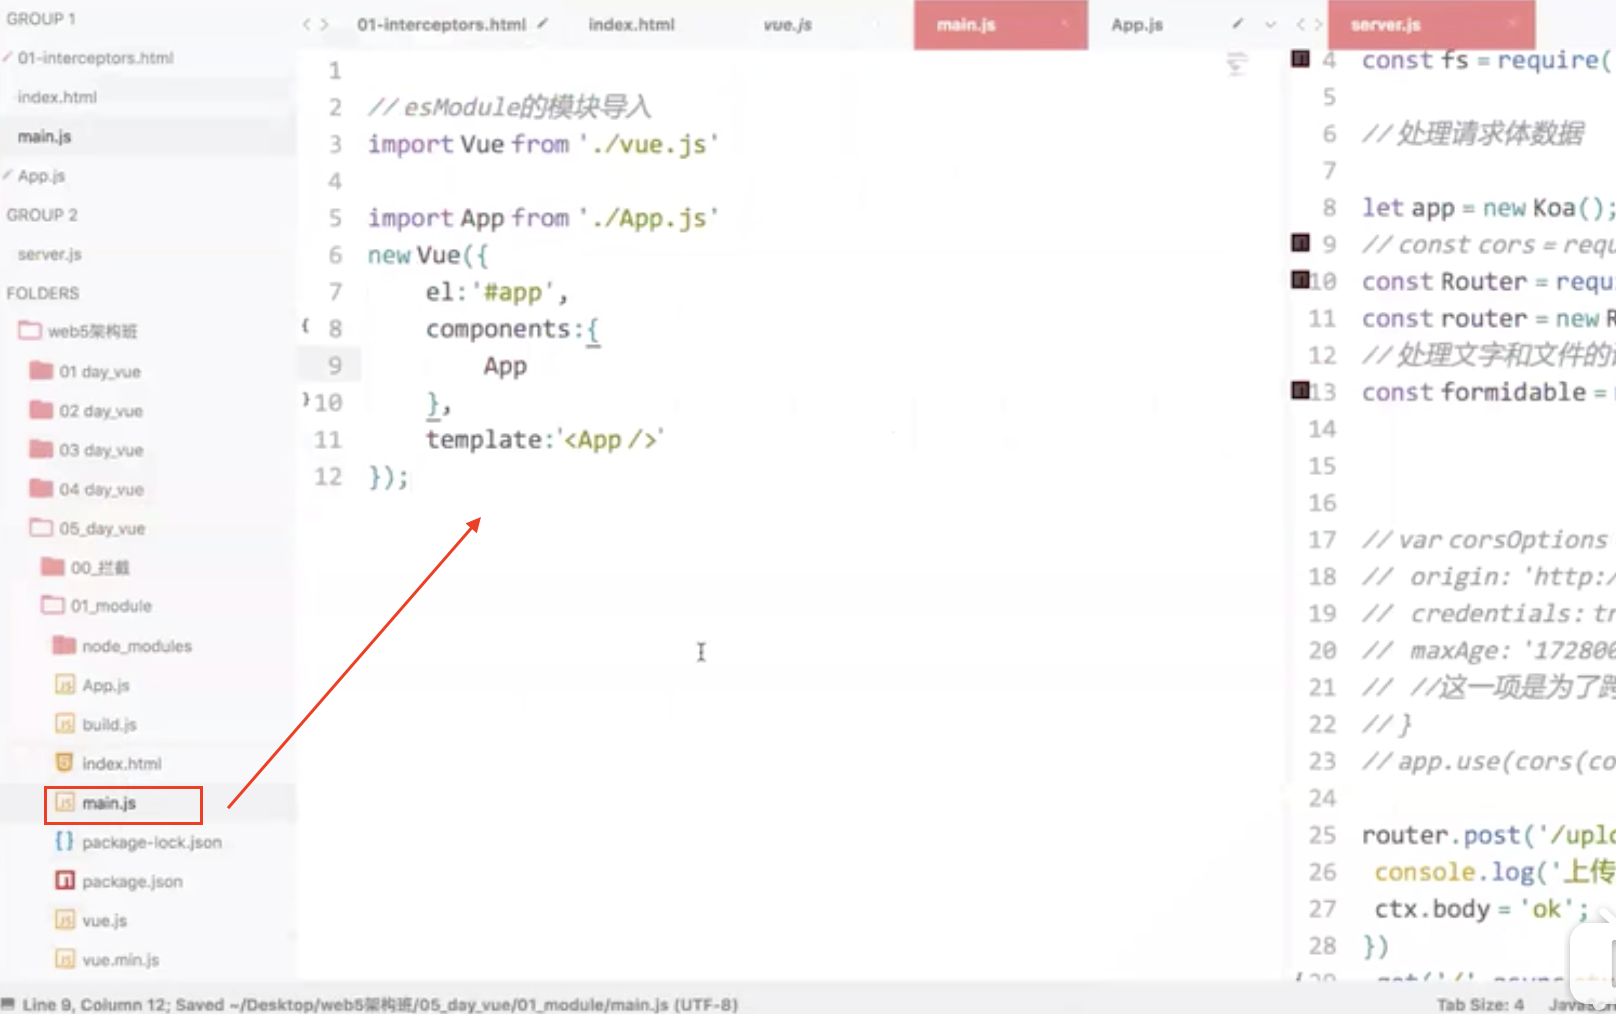 GROUP 1
01-interceptors.html
index.html
main.js
App.js
GROUP 2
server.js
FOLDERS
web5架构班
01 day_vue
02 day_vue
03 day_vue
04 day_vue
05_day_vue
00_拦截
01_module
node_modules
App.js
build.js
index.html
main.js
package-lock.json
package.json
vue.js
vue.min.js
01-interceptors.html
index.html
vue.js
main.js
App.js
1
2 //esModule的模块导入
3 import Vue from './vue.js'
4
5 import App from './App.js'
6 new Vue({
7 el:'#app',
8 components:{
9 App
10 },
11 template:'<App />'
12 });
server.js
4 const fs = require(
5
6 //处理请求体数据
7
8 let app = new Koa();
9 // const cors = requ
10 const Router = requi
11 const router = new R
12 //处理文字和文件的
13 const formidable =
14
15
16
17 // var corsOptions
18 // origin: 'http:/
19 // credentials: tr
20 // maxAge: '172800
21 // //这一项是为了跨
22 // }
23 //app.use(cors(co
24
25 router.post('/uplo
26 console.log('上传
27 ctx.body = 'ok';
28 })
Line 9, Column 12; Saved ~/Desktop/web5架构班/05_day_vue/01_module/main.js (UTF-8)
Tab Size: 4